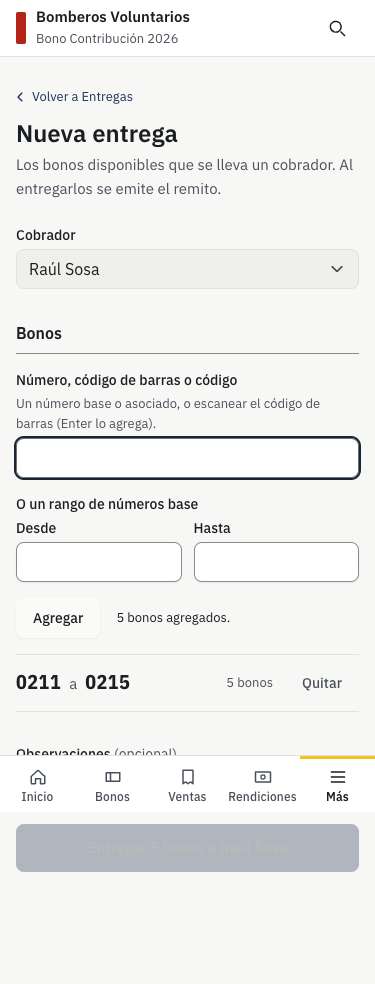 Bomberos Voluntarios
Bono Contribución 2026
Volver a Entregas
Nueva entrega
Los bonos disponibles que se lleva un cobrador. Al
entregarlos se emite el remito.
Cobrador
Raúl Sosa
Bonos
Número, código de barras o código
Un número base o asociado, o escanear el código de
barras (Enter lo agrega).
O un rango de números base
Desde
Hasta
Agregar
5 bonos agregados.
0211 a 0215
5 bonos
Quitar
Observaciones (opcional)
Inicio
Bonos
Ventas
Rendiciones
Más